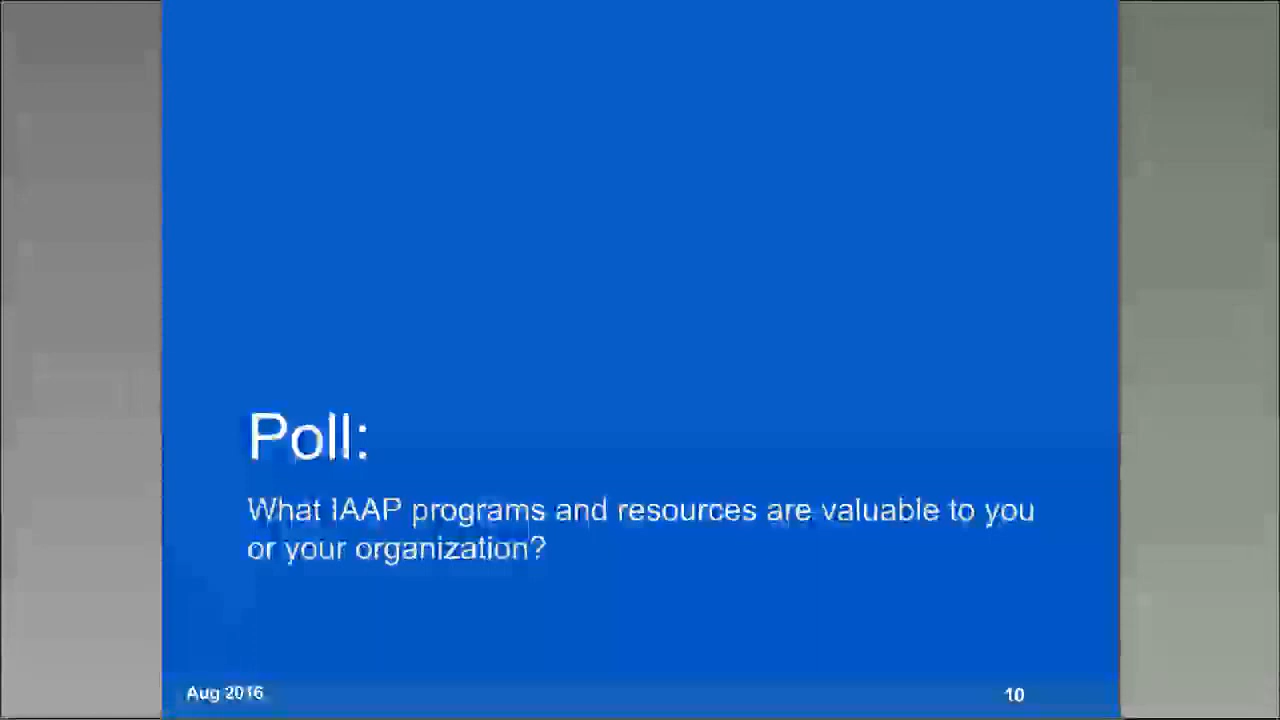 Poll:
What IAAP programs and resources are valuable to you
or your organization?
Aug 2016
10